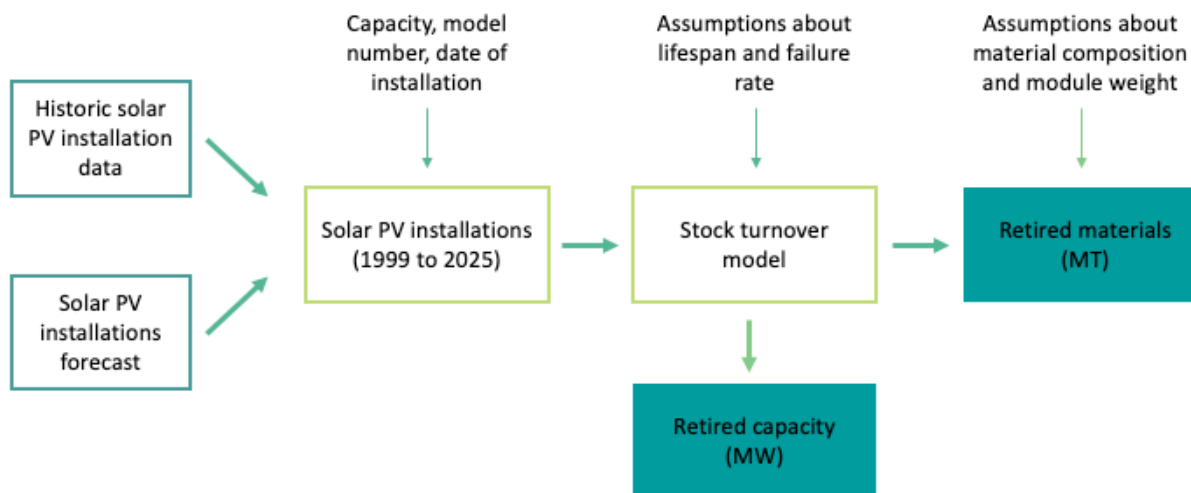 Capacity, model
number, date of
installation
Assumptions about
lifespan and failure
rate
Assumptions about
material composition
and module weight
Historic solar
PV installation
data
Solar PV installations
(1999 to 2025)
Stock turnover
model
Retired materials
(MT)
Solar PV
installations
forecast
Retired capacity
(MW)